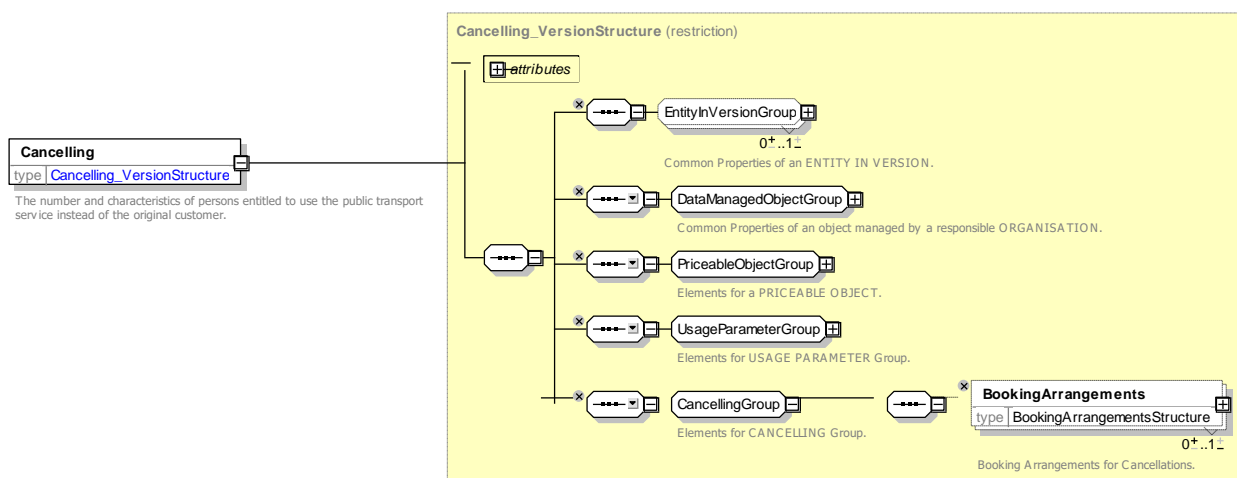 Cancelling_VersionStructure (restriction)
attributes
EntityInVersionGroup
0..1
Common Properties of an ENTITY IN VERSION.
Cancelling
type Cancelling_VersionStructure
The number and characteristics of persons entitled to use the public transport
service instead of the original customer.
DataManagedObjectGroup
Common Properties of an object managed by a responsible ORGANISATION.
PriceableObjectGroup
Elements for a PRICEABLE OBJECT.
UsageParameterGroup
Elements for USAGE PARAMETER Group.
CancellingGroup
Elements for CANCELLING Group.
BookingArrangements
type BookingArrangementsStructure
0..1
Booking Arrangements for Cancellations.